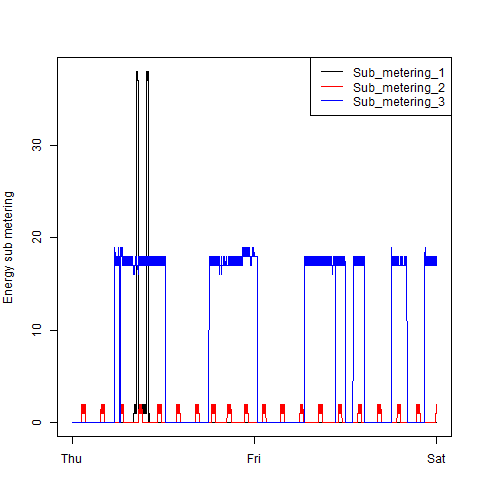 Sub_metering_1
Sub_metering_2
Sub_metering_3
Energy sub metering
30
20
10
0
Thu Fri Sat